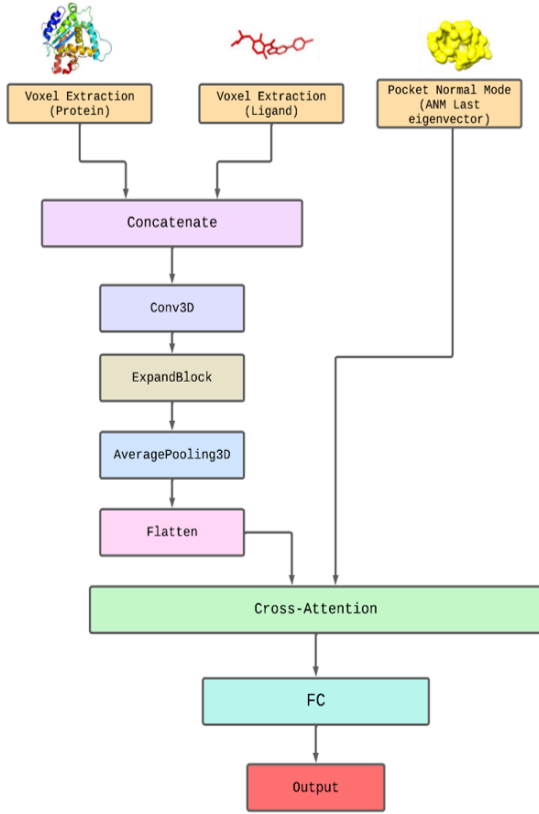 Voxel Extraction
(Protein)
Voxel Extraction
(Ligand)
Pocket Normal Mode
(ANM Last
eigenvector)
Concatenate
Conv3D
ExpandBlock
AveragePooling3D
Flatten
Cross-Attention
FC
Output